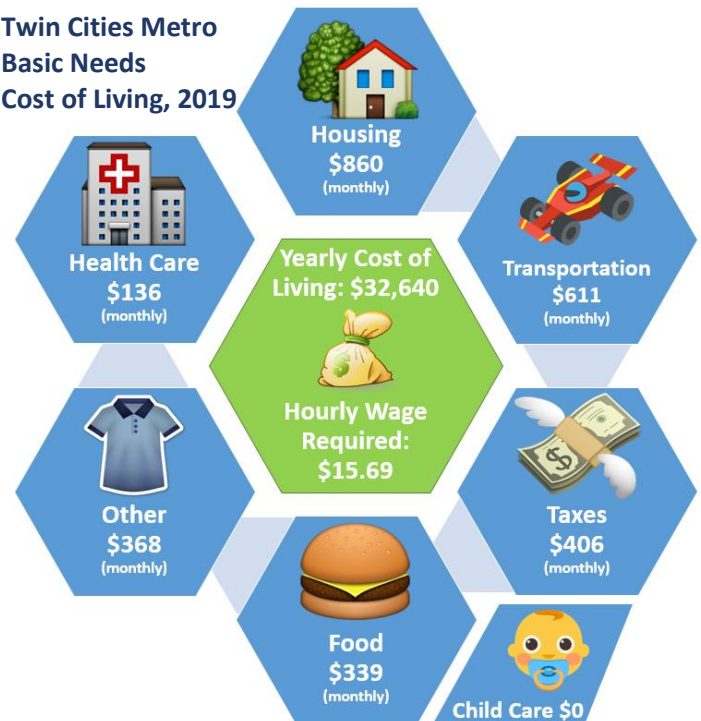 Twin Cities Metro
Basic Needs
Cost of Living, 2019
Housing
$860
(monthly)
Health Care
$136
(monthly)
Yearly Cost of
Living: $32,640
Hourly Wage
Required:
$15.69
Transportation
$611
(monthly)
Other
$368
(monthly)
Taxes
$406
(monthly)
Food
$339
(monthly)
Child Care $0